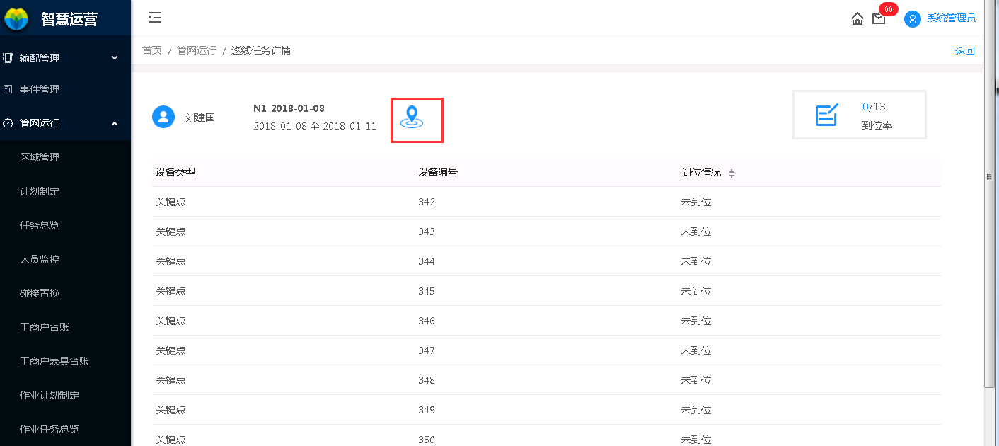 智慧运营
66
系统管理员
输配管理
事件管理
管网运行
区域管理
计划制定
任务总览
人员监控
碰接置换
工商户台账
工商户表具台账
作业计划制定
作业任务总览
首页 / 管网运行 / 巡线任务详情
返回
刘建国
N1_2018-01-08
2018-01-08 至 2018-01-11
0/13
到位率
设备类型 设备编号 到位情况
关键点 342 未到位
关键点 343 未到位
关键点 344 未到位
关键点 345 未到位
关键点 346 未到位
关键点 347 未到位
关键点 348 未到位
关键点 349 未到位
关键点 350 未到位